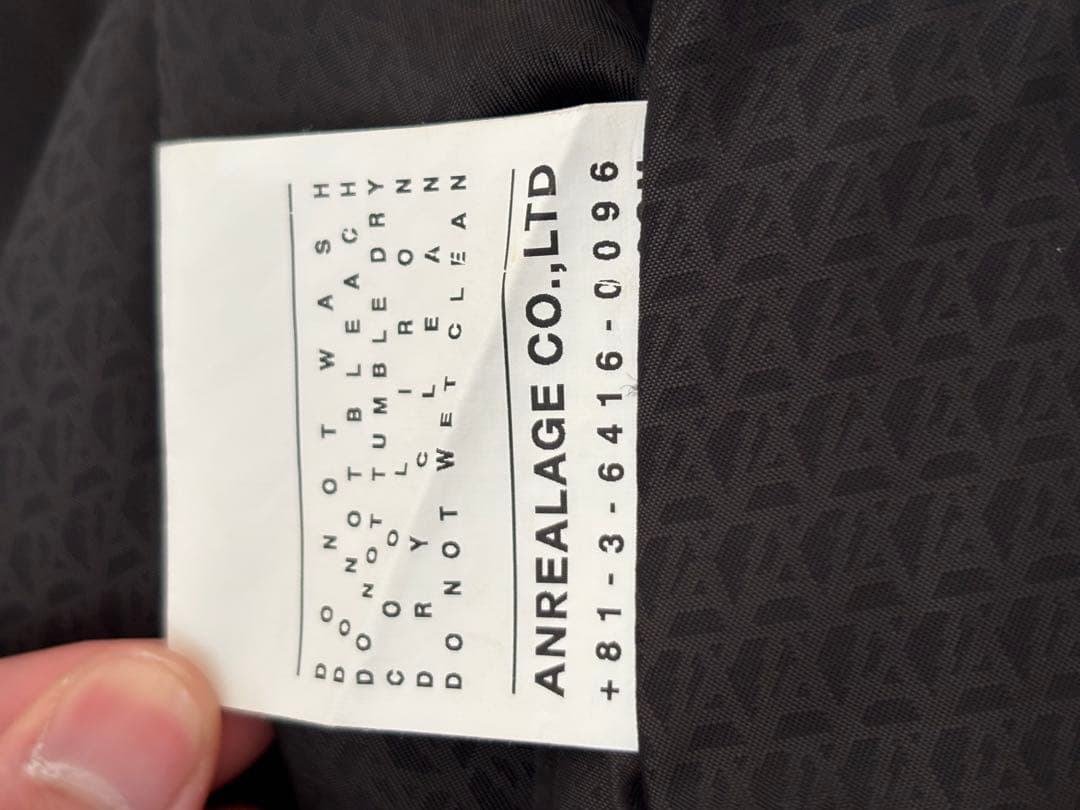 DO NOT WASH
DO NOT BLEACH
DO NOT TUMBLE DRY
COOL IRON
DRY CLEAN
DO NOT WET CLEAN
ANREALAGE CO.,LTD
+81-3-6416-0096